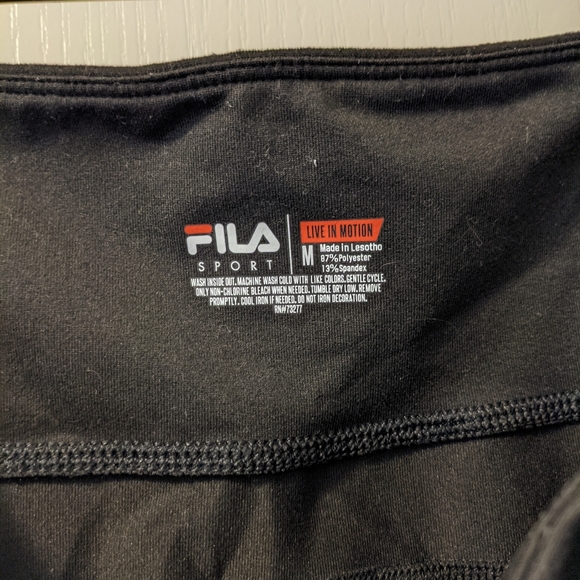 FILA
SPORT
LIVE IN MOTION
M
Made in Lesotho
87% Polyester
13% Spandex
WASH INSIDE OUT. MACHINE WASH COLD WITH LIKE COLORS. GENTLE CYCLE.
ONLY NON-CHLORINE BLEACH WHEN NEEDED. TUMBLE DRY LOW. REMOVE
PROMPTLY. COOL IRON IF NEEDED. DO NOT IRON DECORATION.
RN#73277